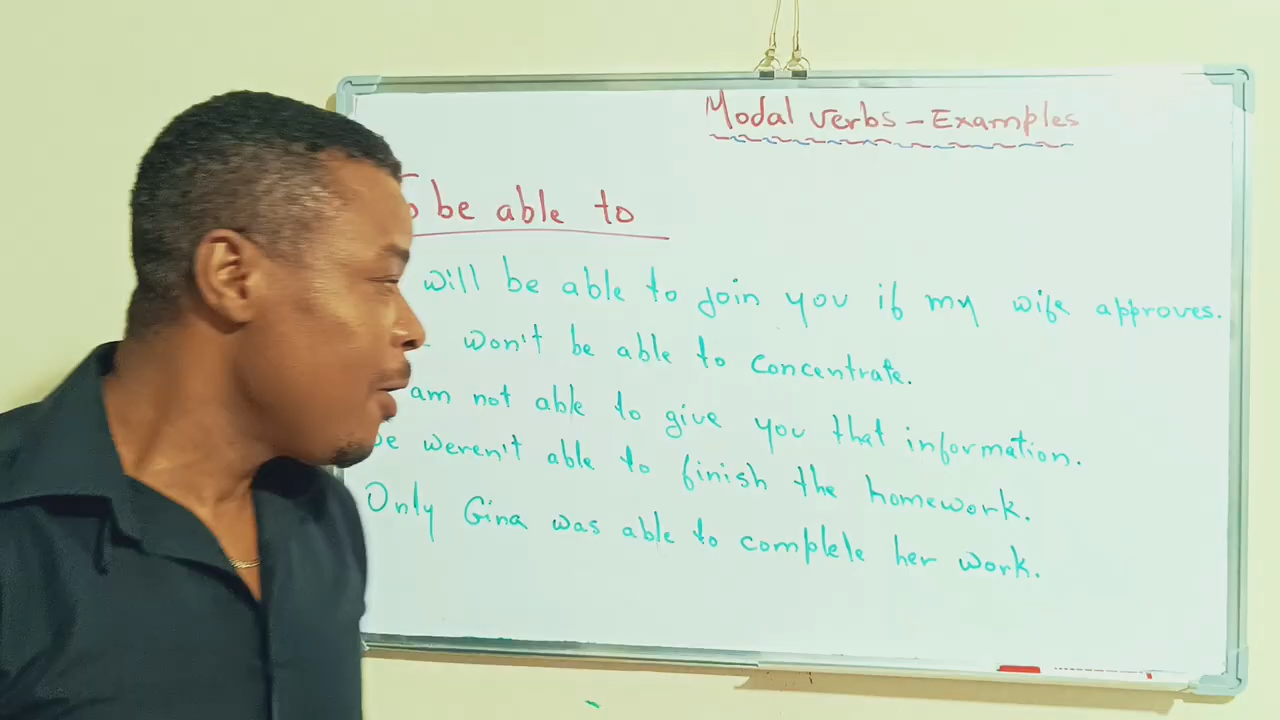 Modal verbs - Examples
be able to
will be able to join you if my wife approves.
won't be able to concentrate.
am not able to give you that information.
weren't able to finish the homework.
Only Gina was able to complete her work.